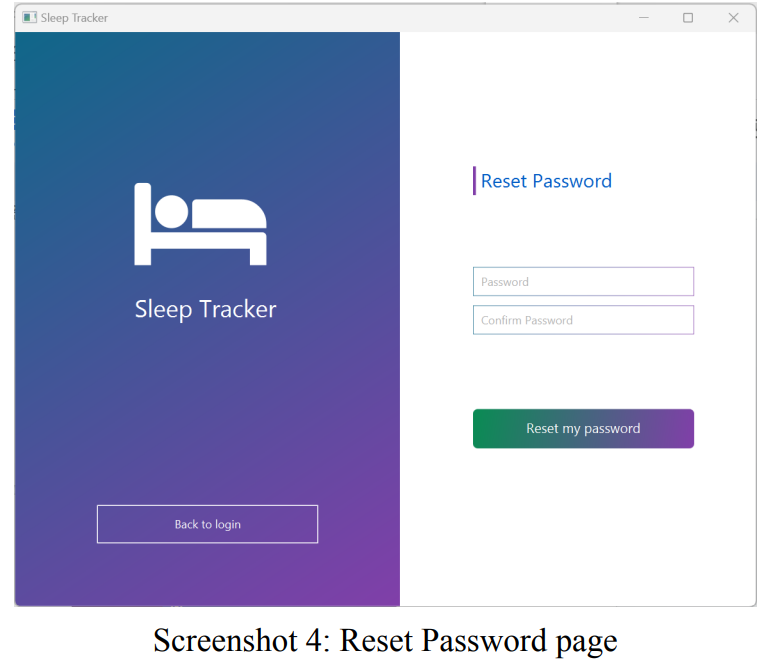 Sleep Tracker
Sleep Tracker
Back to login
Reset Password
Password
Confirm Password
Reset my password
Screenshot 4: Reset Password page